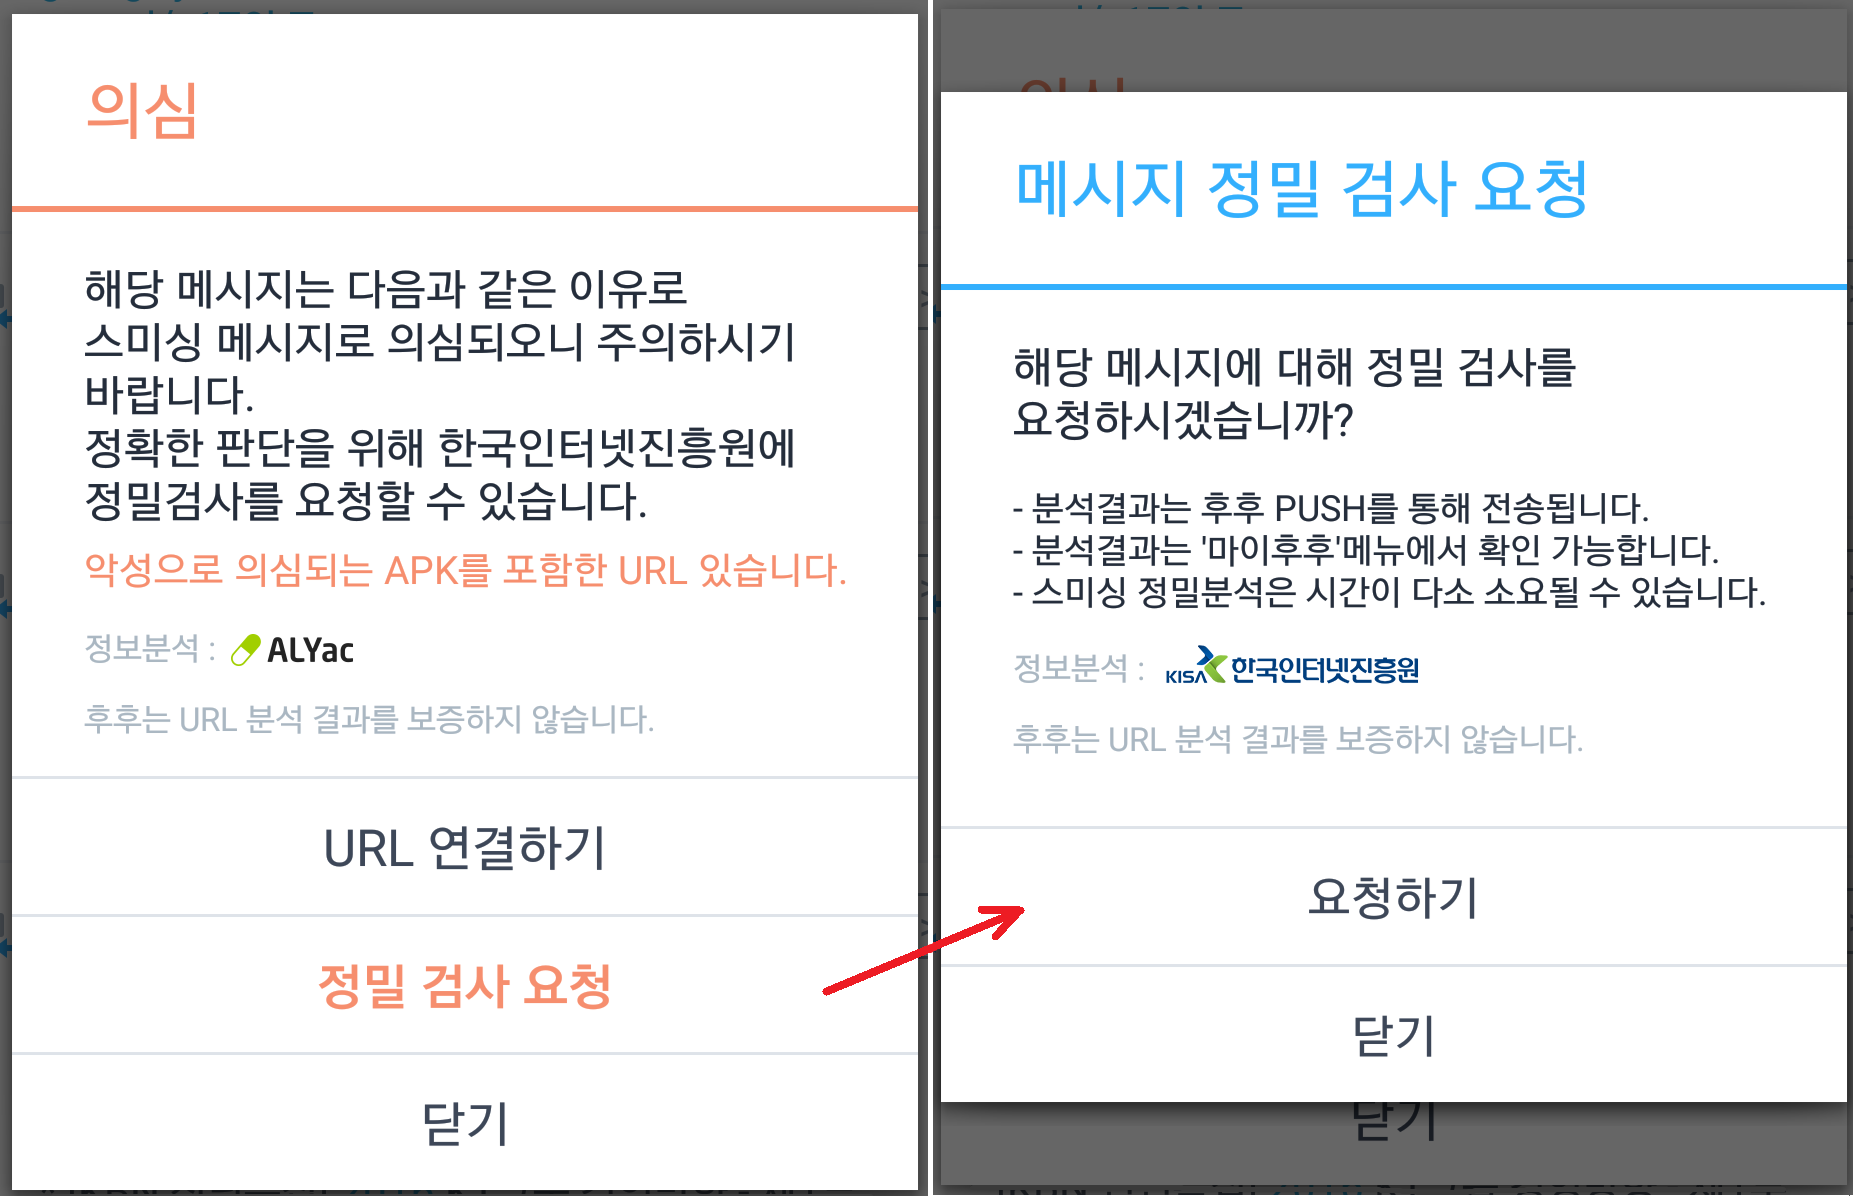 의심
해당 메시지는 다음과 같은 이유로
스미싱 메시지로 의심되오니 주의하시기
바랍니다.
정확한 판단을 위해 한국인터넷진흥원에
정밀검사를 요청할 수 있습니다.
악성으로 의심되는 APK를 포함한 URL 있습니다.
정보분석 : ALYac
후후는 URL 분석 결과를 보증하지 않습니다.
URL 연결하기
정밀 검사 요청
닫기
메시지 정밀 검사 요청
해당 메시지에 대해 정밀 검사를
요청하시겠습니까?
- 분석결과는 후후 PUSH를 통해 전송됩니다.
- 분석결과는 '마이후후'메뉴에서 확인 가능합니다.
- 스미싱 정밀분석은 시간이 다소 소요될 수 있습니다.
정보분석 : KISA 한국인터넷진흥원
후후는 URL 분석 결과를 보증하지 않습니다.
요청하기
닫기
닫기